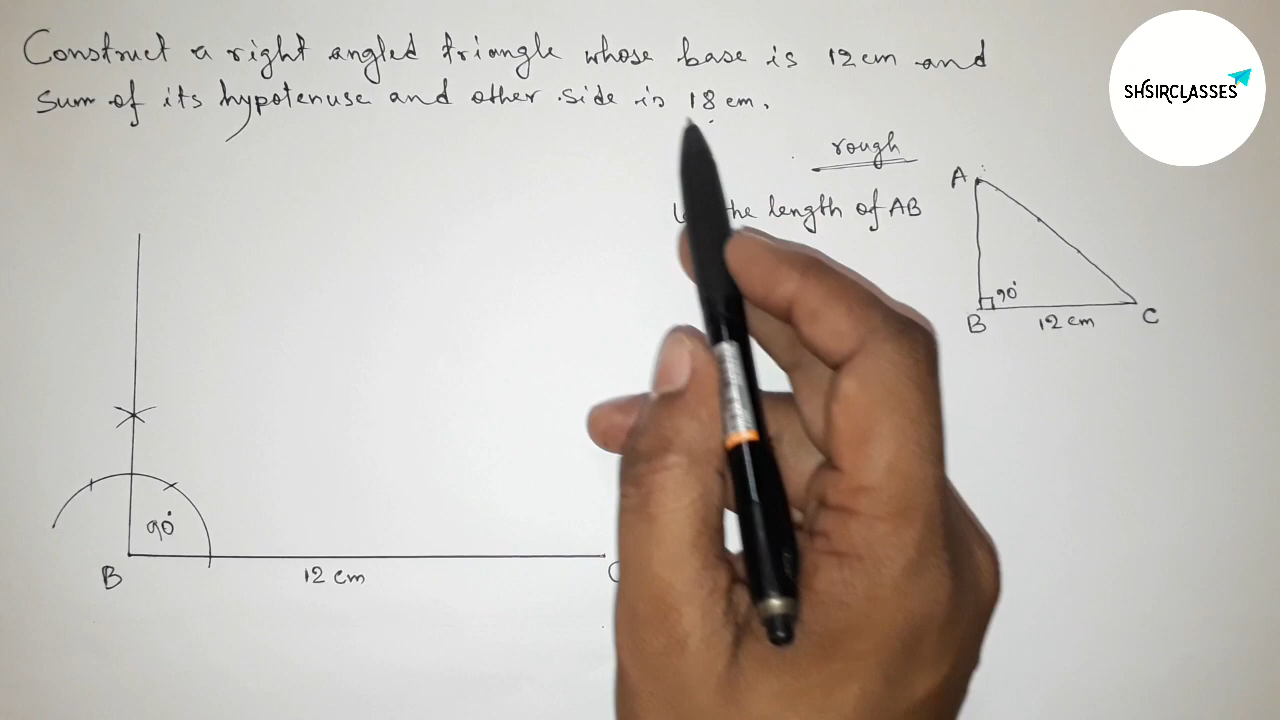 Construct a right angled triangle whose base is 12 cm and
Sum of its hypotenuse and other side is 18 cm.
SHSIRCLASSES
rough
the length of AB
A
90°
B 12 cm C
90°
B 12 cm